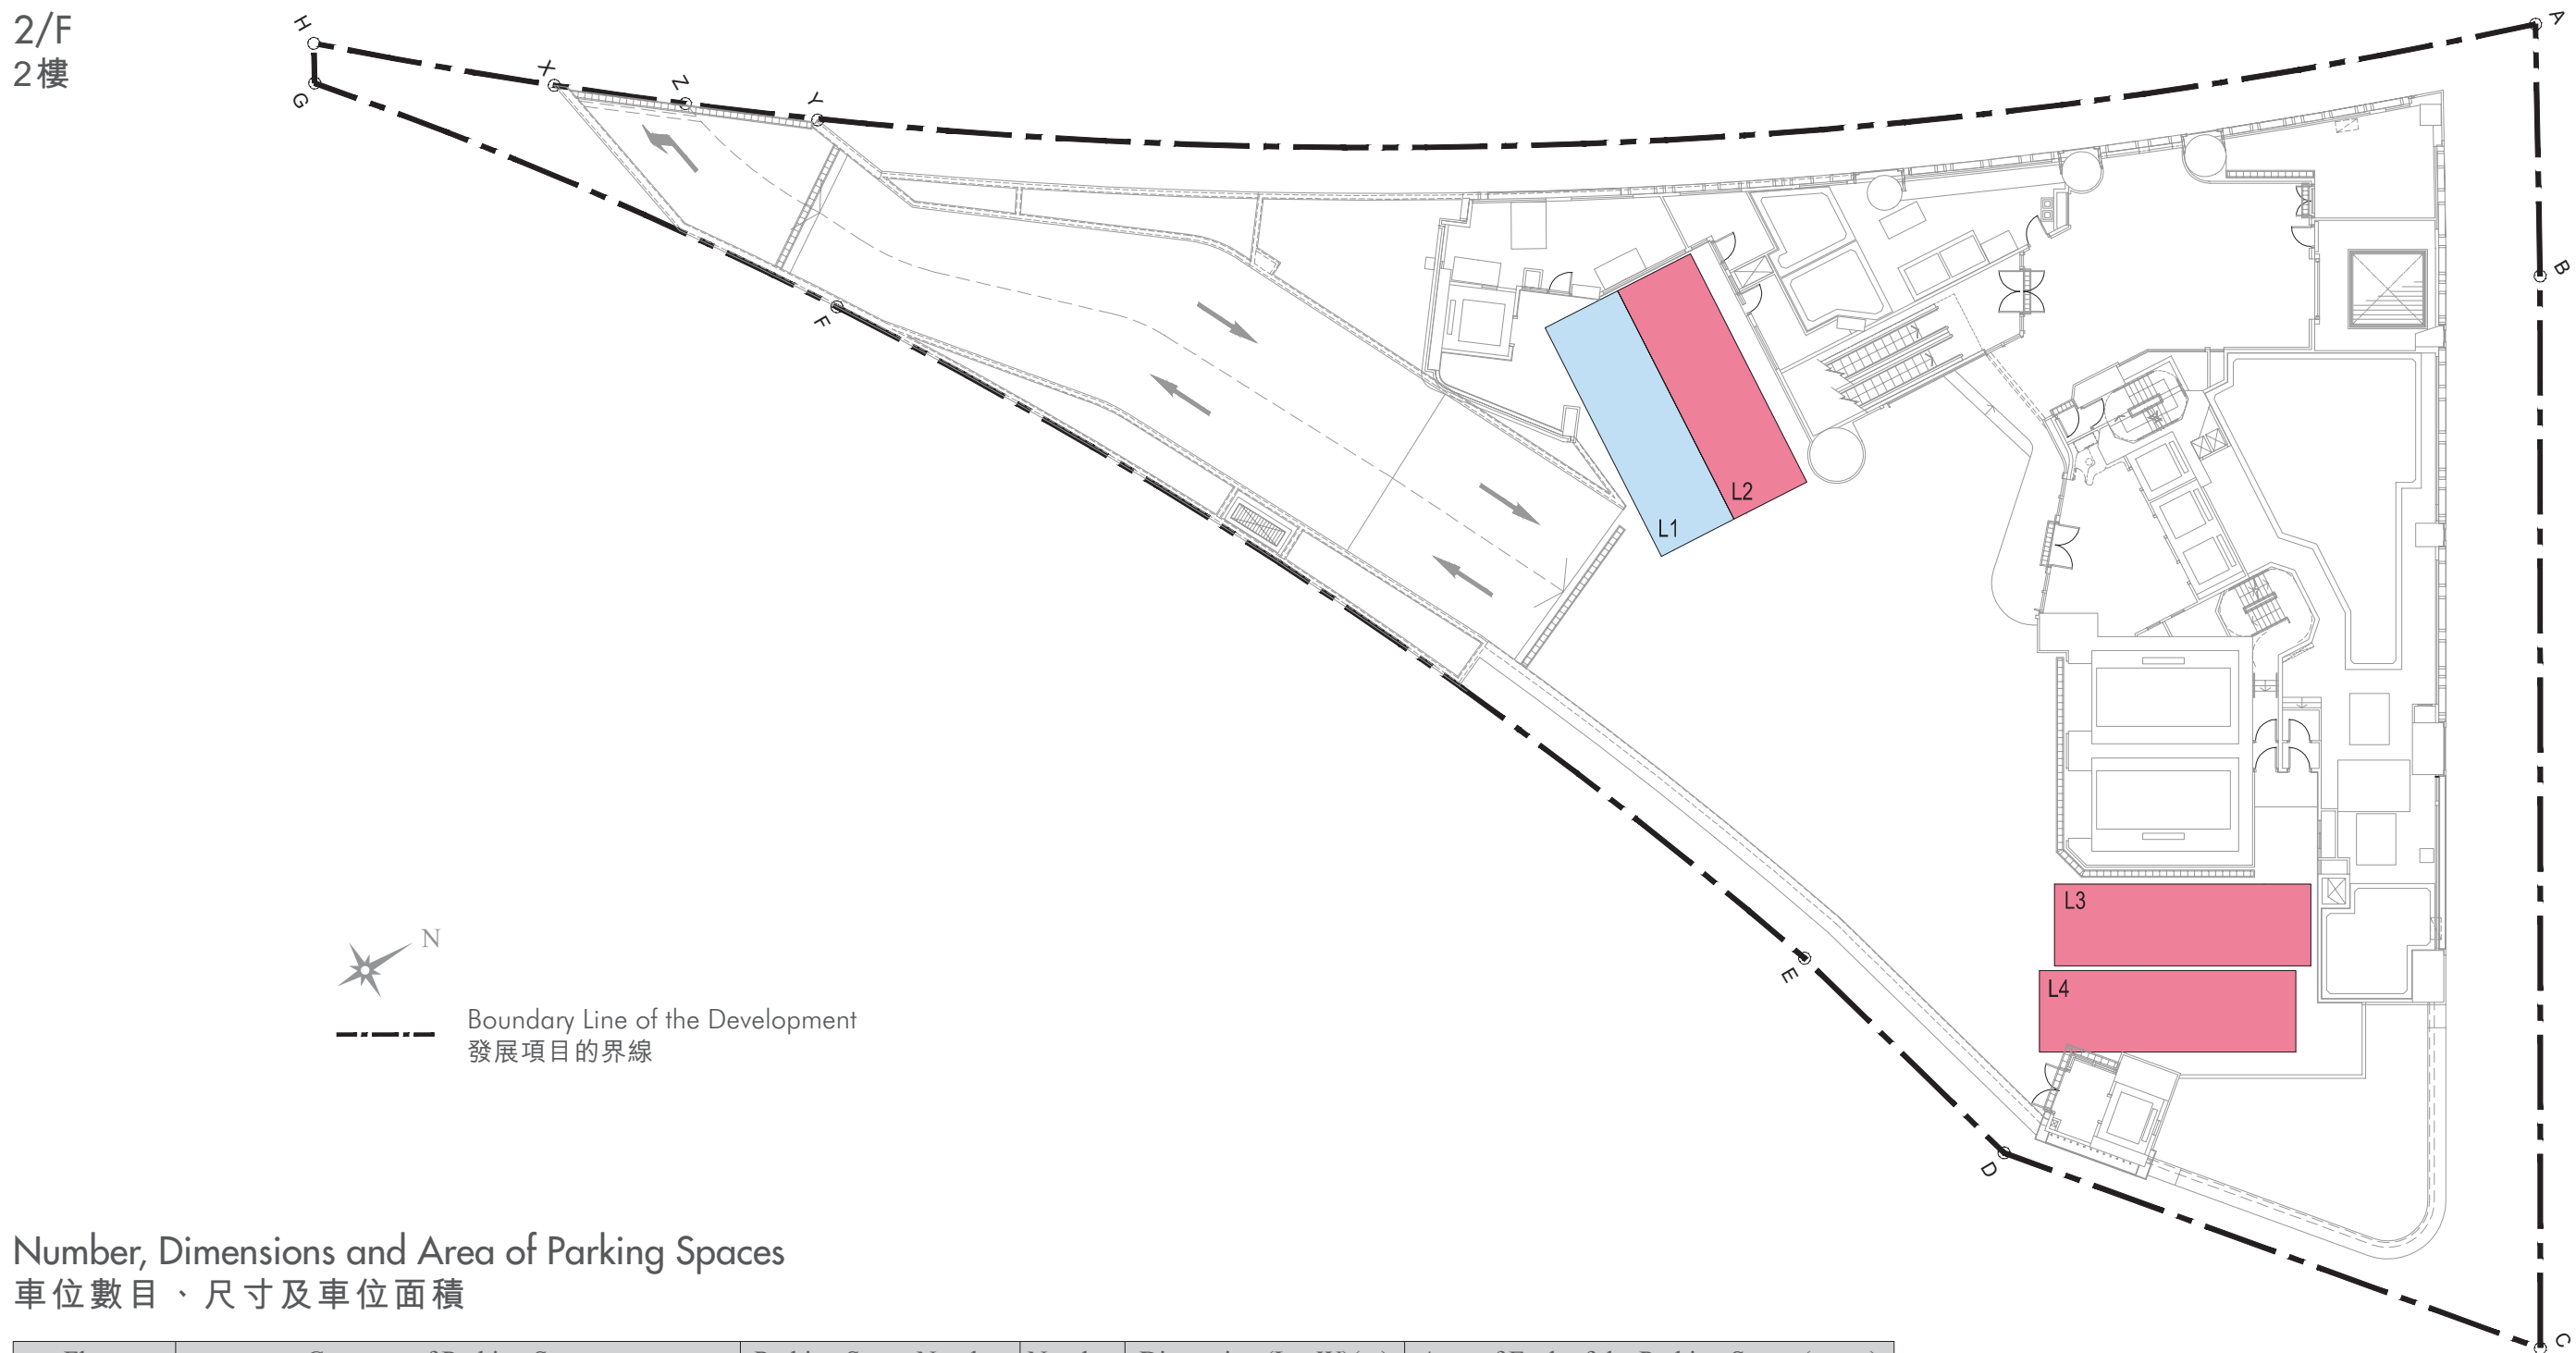 2/F
2樓
H
A
X
Z
Y
G
B
F
L2
L1
L3
N
E
L4
Boundary Line of the Development
發展項目的界線
D
Number, Dimensions and Area of Parking Spaces
車位數目、尺寸及車位面積
C